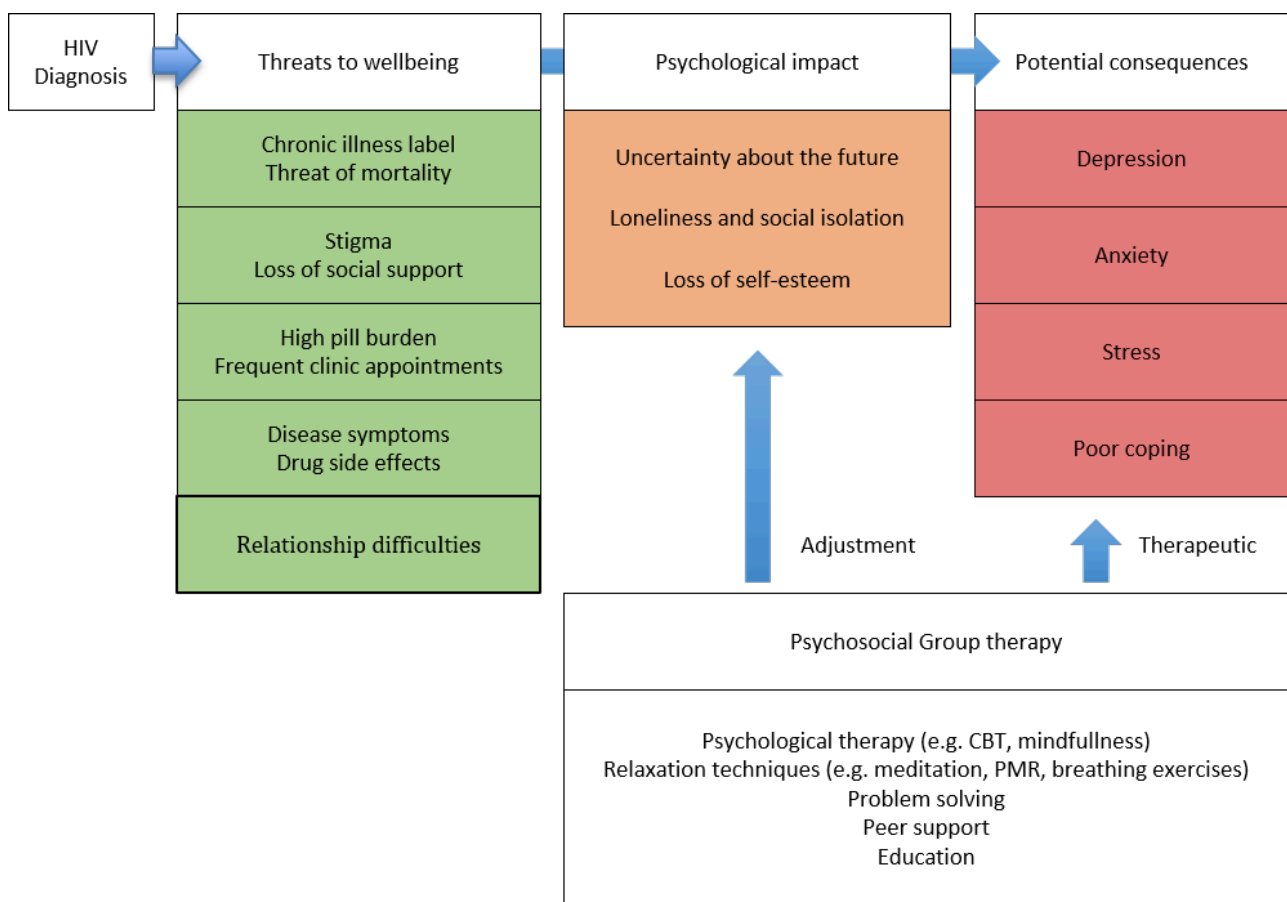 HIV
Diagnosis
Threats to wellbeing
Psychological impact
Potential consequences
Chronic illness label
Threat of mortality
Stigma
Loss of social support
High pill burden
Frequent clinic appointments
Disease symptoms
Drug side effects
Relationship difficulties
Uncertainty about the future
Loneliness and social isolation
Loss of self-esteem
Depression
Anxiety
Stress
Poor coping
Adjustment
Therapeutic
Psychosocial Group therapy
Psychological therapy (e.g. CBT, mindfullness)
Relaxation techniques (e.g. meditation, PMR, breathing exercises)
Problem solving
Peer support
Education